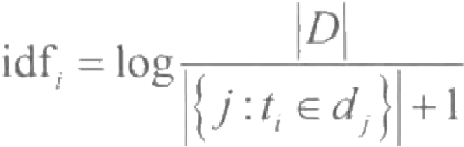 idf_i = log |D| / (|{j : t_i ∈ d_j}| + 1)